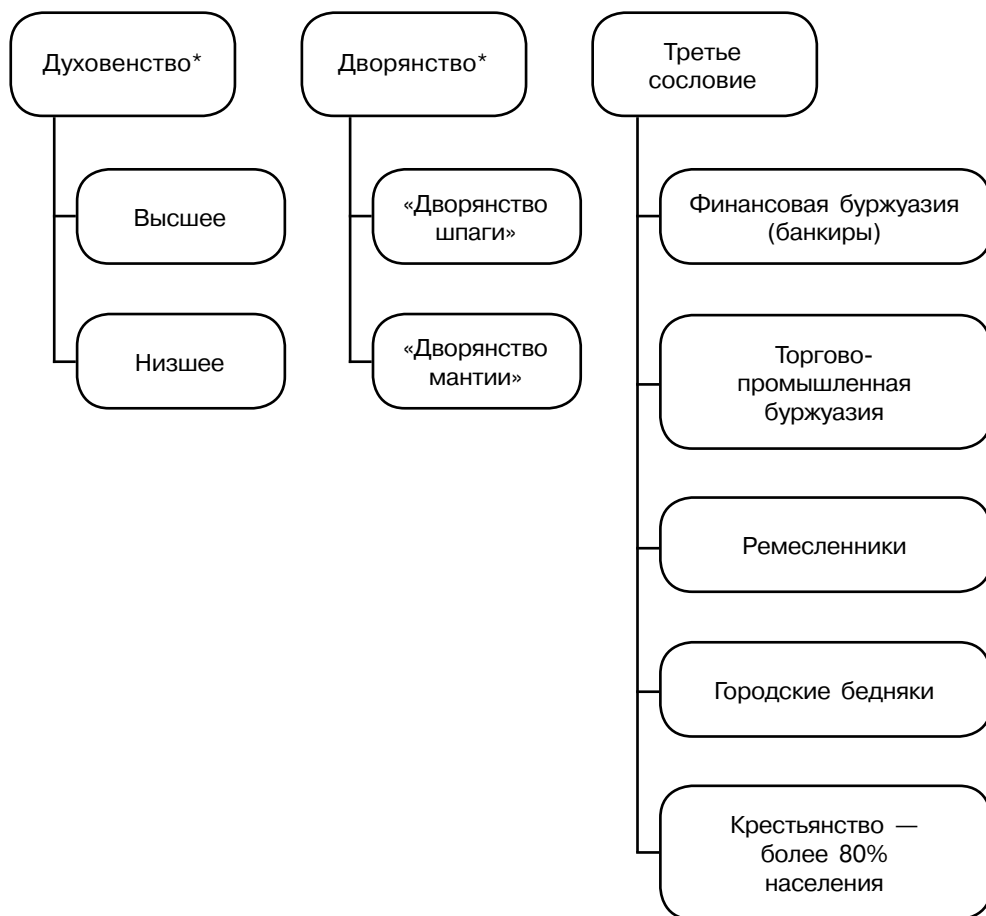 Духовенство*
Высшее
Низшее
Дворянство*
«Дворянство
шпаги»
«Дворянство
мантии»
Третье
сословие
Финансовая буржуазия
(банкиры)
Торгово-
промышленная
буржуазия
Ремесленники
Городские бедняки
Крестьянство —
более 80%
населения